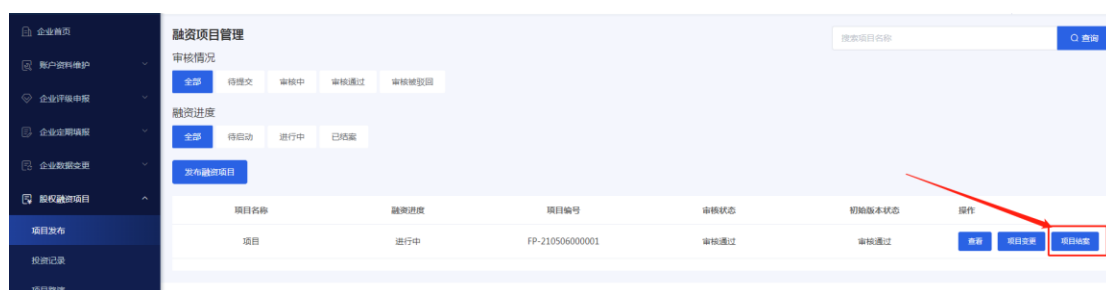 企业首页
账户资料维护
企业评级申报
企业定期填报
企业数据变更
股权融资项目
项目发布
投资记录
融资项目管理
搜索项目名称
查询
审核情况
全部 待提交 审核中 审核通过 审核被驳回
融资进度
全部 待启动 进行中 已结案
发布融资项目
项目名称 融资进度 项目编号 审核状态 初始版本状态 操作
项目 进行中 FP-210506000001 审核通过 审核通过 查看 项目变更 项目结案